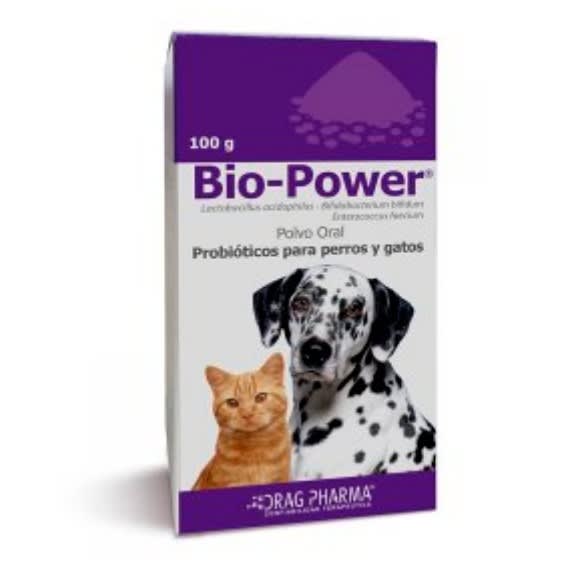 100 g
Bio-Power®
Lactobacillus acidophilus - Bifidobacterium bifidum
Enterococcus faecium
Polvo Oral
Probióticos para perros y gatos
DRAG PHARMA